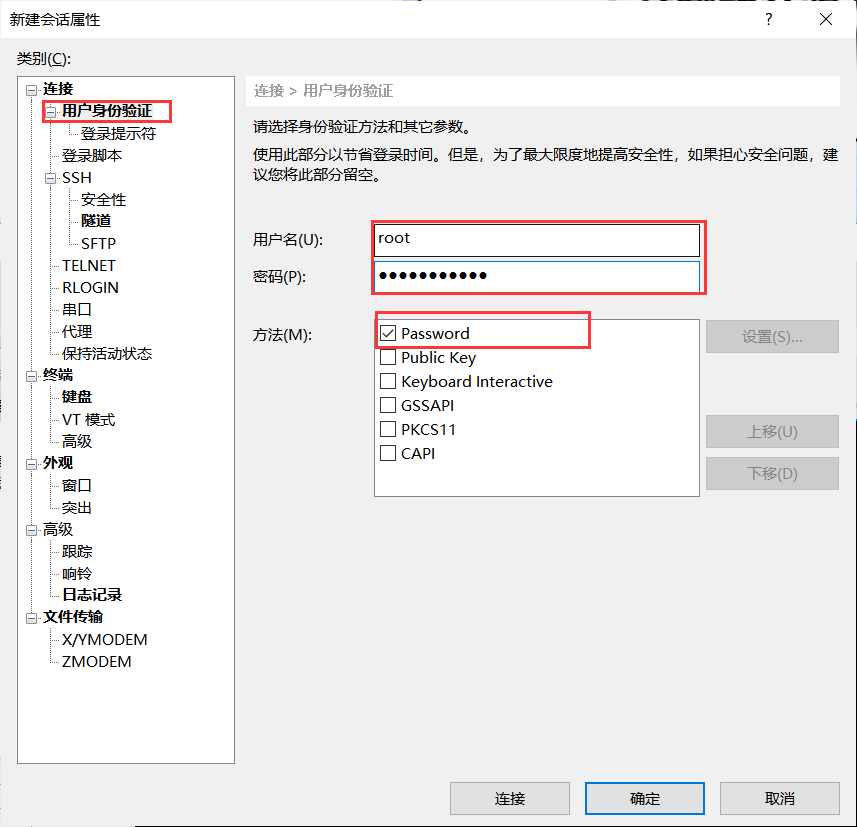 新建会话属性
?
类别(C):
连接
用户身份验证
登录提示符
登录脚本
SSH
安全性
隧道
SFTP
TELNET
RLOGIN
串口
代理
保持活动状态
终端
键盘
VT 模式
高级
外观
窗口
突出
高级
跟踪
响铃
日志记录
文件传输
X/YMODEM
ZMODEM
连接 > 用户身份验证
请选择身份验证方法和其它参数。
使用此部分以节省登录时间。但是，为了最大限度地提高安全性，如果担心安全问题，建
议您将此部分留空。
用户名(U):
root
密码(P):
●●●●●●●●●●●
方法(M):
Password
Public Key
Keyboard Interactive
GSSAPI
PKCS11
CAPI
设置(S)...
上移(U)
下移(D)
连接
确定
取消